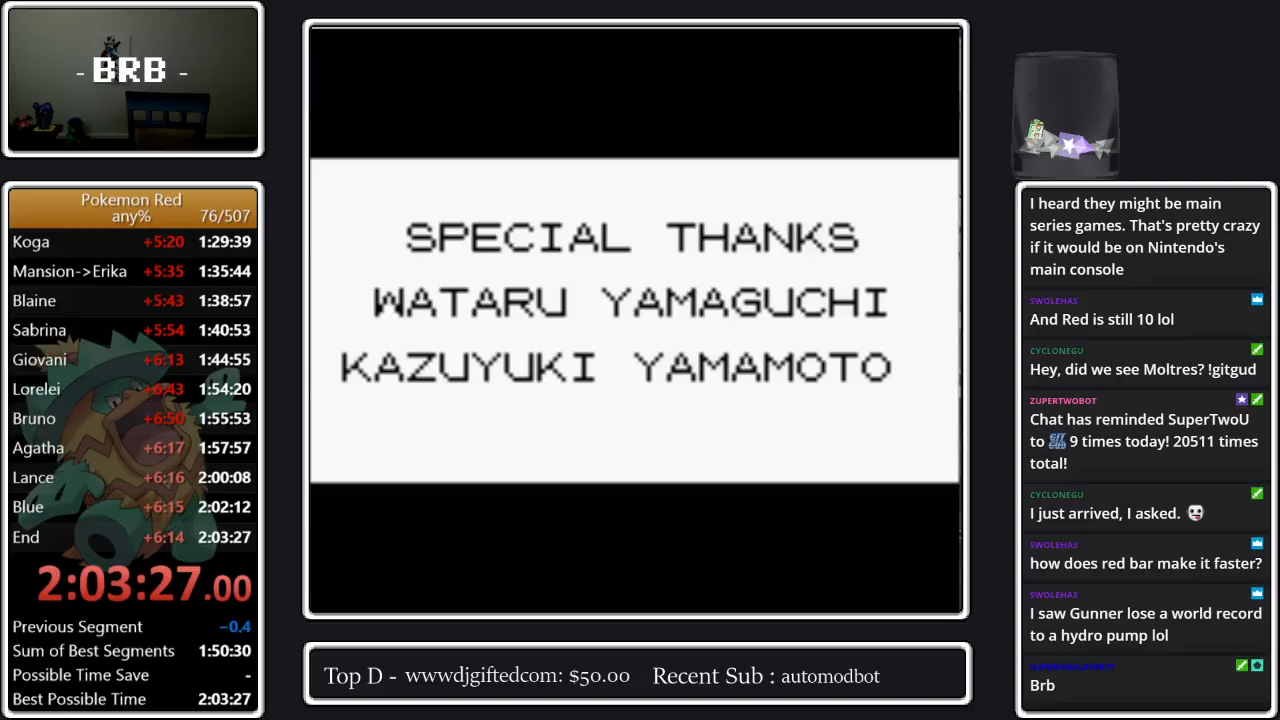 - BRB -
Pokemon Red
any% 76/507
Koga +5:20 1:29:39
Mansion->Erika +5:35 1:35:44
Blaine +5:43 1:38:57
Sabrina +5:54 1:40:53
Giovani +6:13 1:44:55
Lorelei +6:43 1:54:20
Bruno +6:50 1:55:53
Agatha +6:17 1:57:57
Lance +6:16 2:00:08
Blue +6:15 2:02:12
End +6:14 2:03:27
2:03:27.00
Previous Segment −0.4
Sum of Best Segments 1:50:30
Possible Time Save -
Best Possible Time 2:03:27
SPECIAL THANKS
WATARU YAMAGUCHI
KAZUYUKI YAMAMOTO
Top D - wwwdjgiftedcom: $50.00 Recent Sub : automodbot
I heard they might be main
series games. That's pretty crazy
if it would be on Nintendo's
main console
SWOLEHAS
And Red is still 10 lol
CYCLONEGU
Hey, did we see Moltres? !gitgud
ZUPERTWOBOT
Chat has reminded SuperTwoU
to 9 times today! 20511 times
total!
CYCLONEGU
I just arrived, I asked.
SWOLEHAS
how does red bar make it faster?
SWOLEHAS
I saw Gunner lose a world record
to a hydro pump lol
Brb